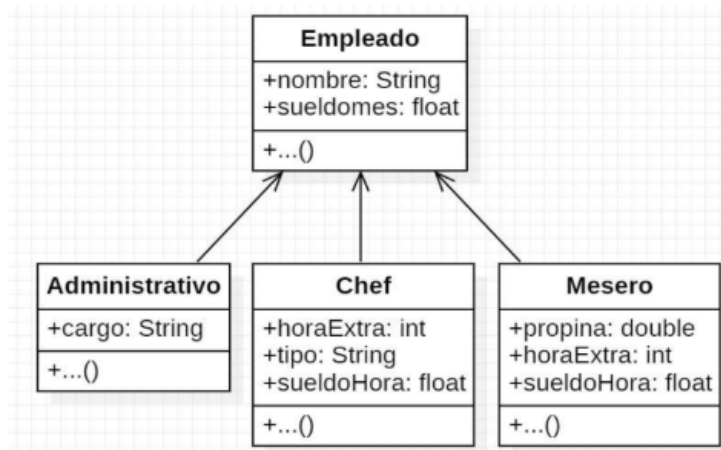 Empleado
+nombre: String
+sueldomes: float
+...()
Administrativo
+cargo: String
+...()
Chef
+horaExtra: int
+tipo: String
+sueldoHora: float
+...()
Mesero
+propina: double
+horaExtra: int
+sueldoHora: float
+...()